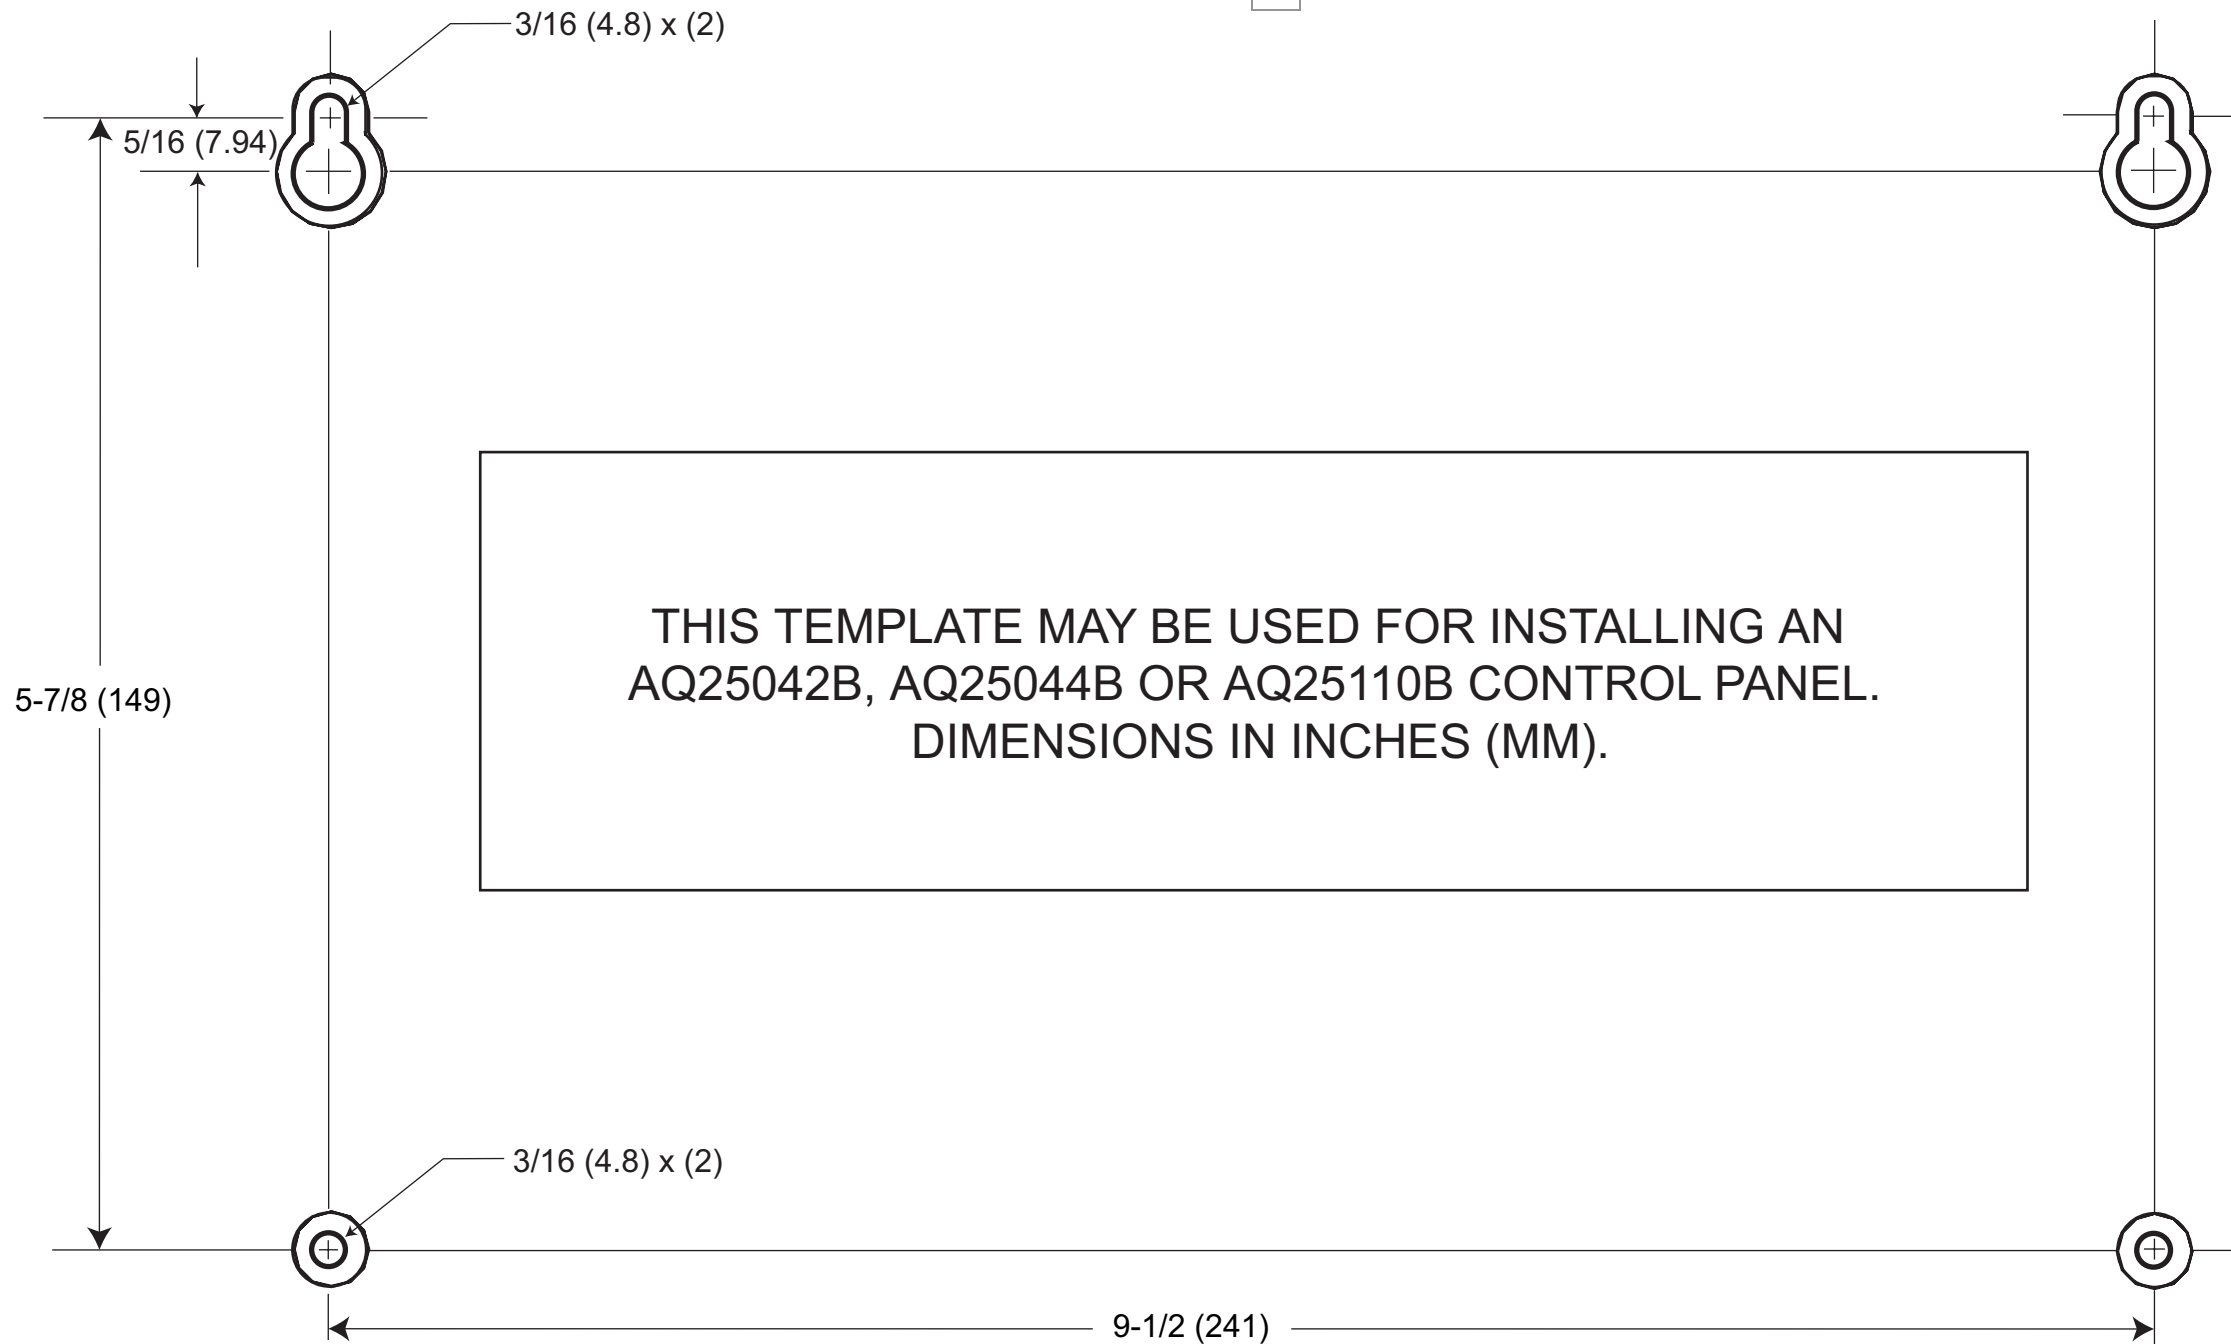 3/16 (4.8) x (2)
5/16 (7.94)
THIS TEMPLATE MAY BE USED FOR INSTALLING AN
AQ25042B, AQ25044B OR AQ25110B CONTROL PANEL.
DIMENSIONS IN INCHES (MM).
5-7/8 (149)
3/16 (4.8) x (2)
9-1/2 (241)